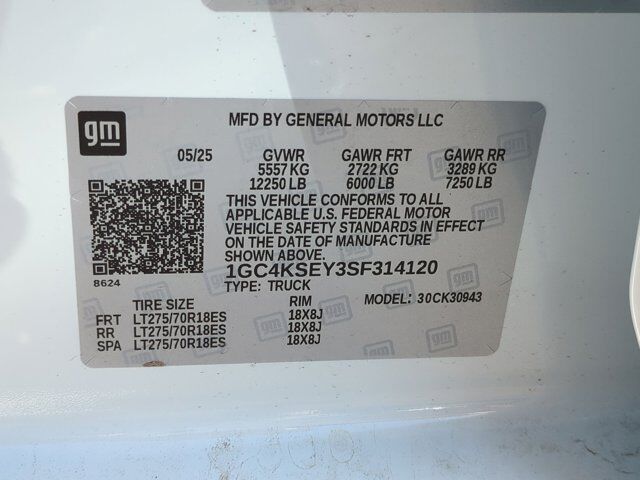 gm
MFD BY GENERAL MOTORS LLC
05/25 GVWR GAWR FRT GAWR RR
5557 KG 2722 KG 3289 KG
12250 LB 6000 LB 7250 LB
THIS VEHICLE CONFORMS TO ALL
APPLICABLE U.S. FEDERAL MOTOR
VEHICLE SAFETY STANDARDS IN EFFECT
ON THE DATE OF MANUFACTURE
SHOWN ABOVE.
8624
1GC4KSEY3SF314120
TYPE: TRUCK
MODEL: 30CK30943
TIRE SIZE RIM
FRT LT275/70R18ES 18X8J
RR LT275/70R18ES 18X8J
SPA LT275/70R18ES 18X8J